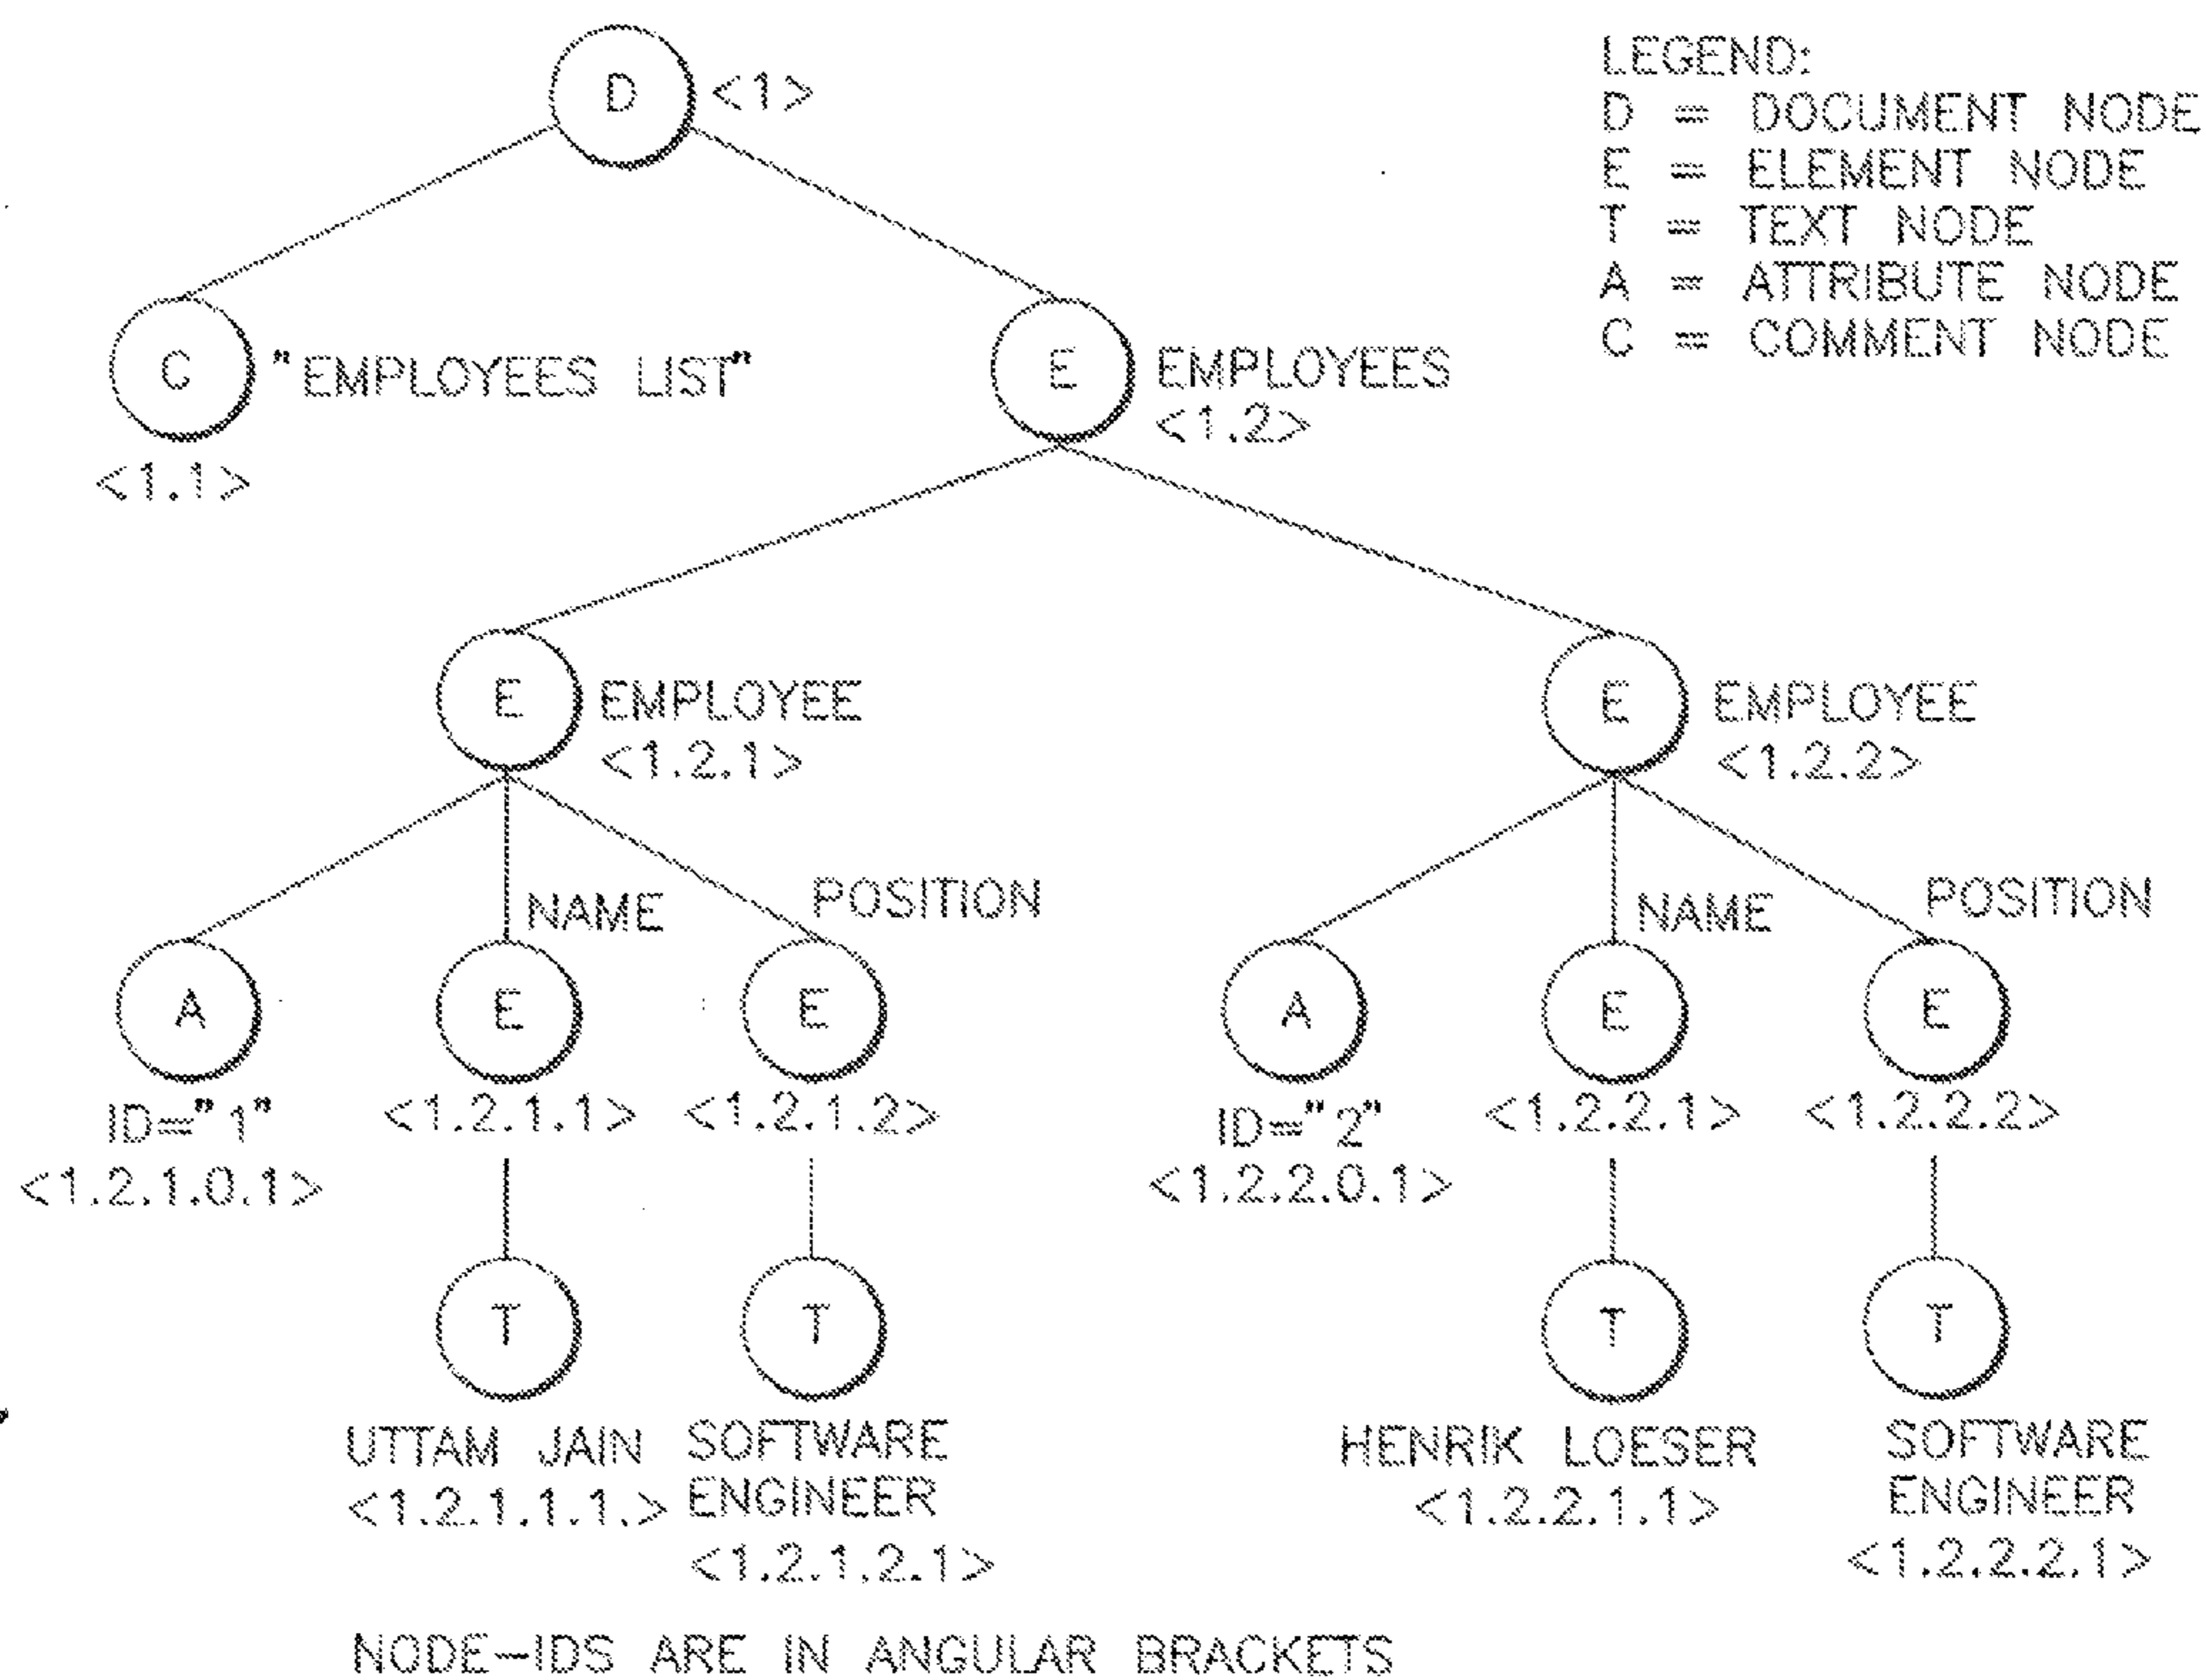 D <1>
LEGEND:
D = DOCUMENT NODE
E = ELEMENT NODE
T = TEXT NODE
A = ATTRIBUTE NODE
C = COMMENT NODE
C "EMPLOYEES LIST"
<1.1>
E EMPLOYEES
<1.2>
E EMPLOYEE
<1.2.1>
E EMPLOYEE
<1.2.2>
NAME POSITION
A E E
ID="1" <1.2.1.1> <1.2.1.2>
<1.2.1.0.1>
NAME POSITION
A E E
ID="2" <1.2.2.1> <1.2.2.2>
<1.2.2.0.1>
T
UTTAM JAIN
<1.2.1.1.1.>
T
SOFTWARE
ENGINEER
<1.2.1.2.1>
T
HENRIK LOESER
<1.2.2.1.1>
T
SOFTWARE
ENGINEER
<1.2.2.2.1>
NODE-IDS ARE IN ANGULAR BRACKETS